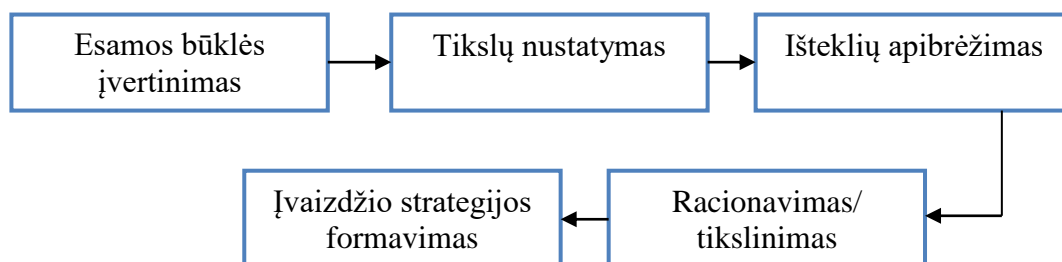 Esamos būklės
įvertinimas
Tikslų nustatymas
Išteklių apibrėžimas
Racionavimas/
tikslinimas
Įvaizdžio strategijos
formavimas